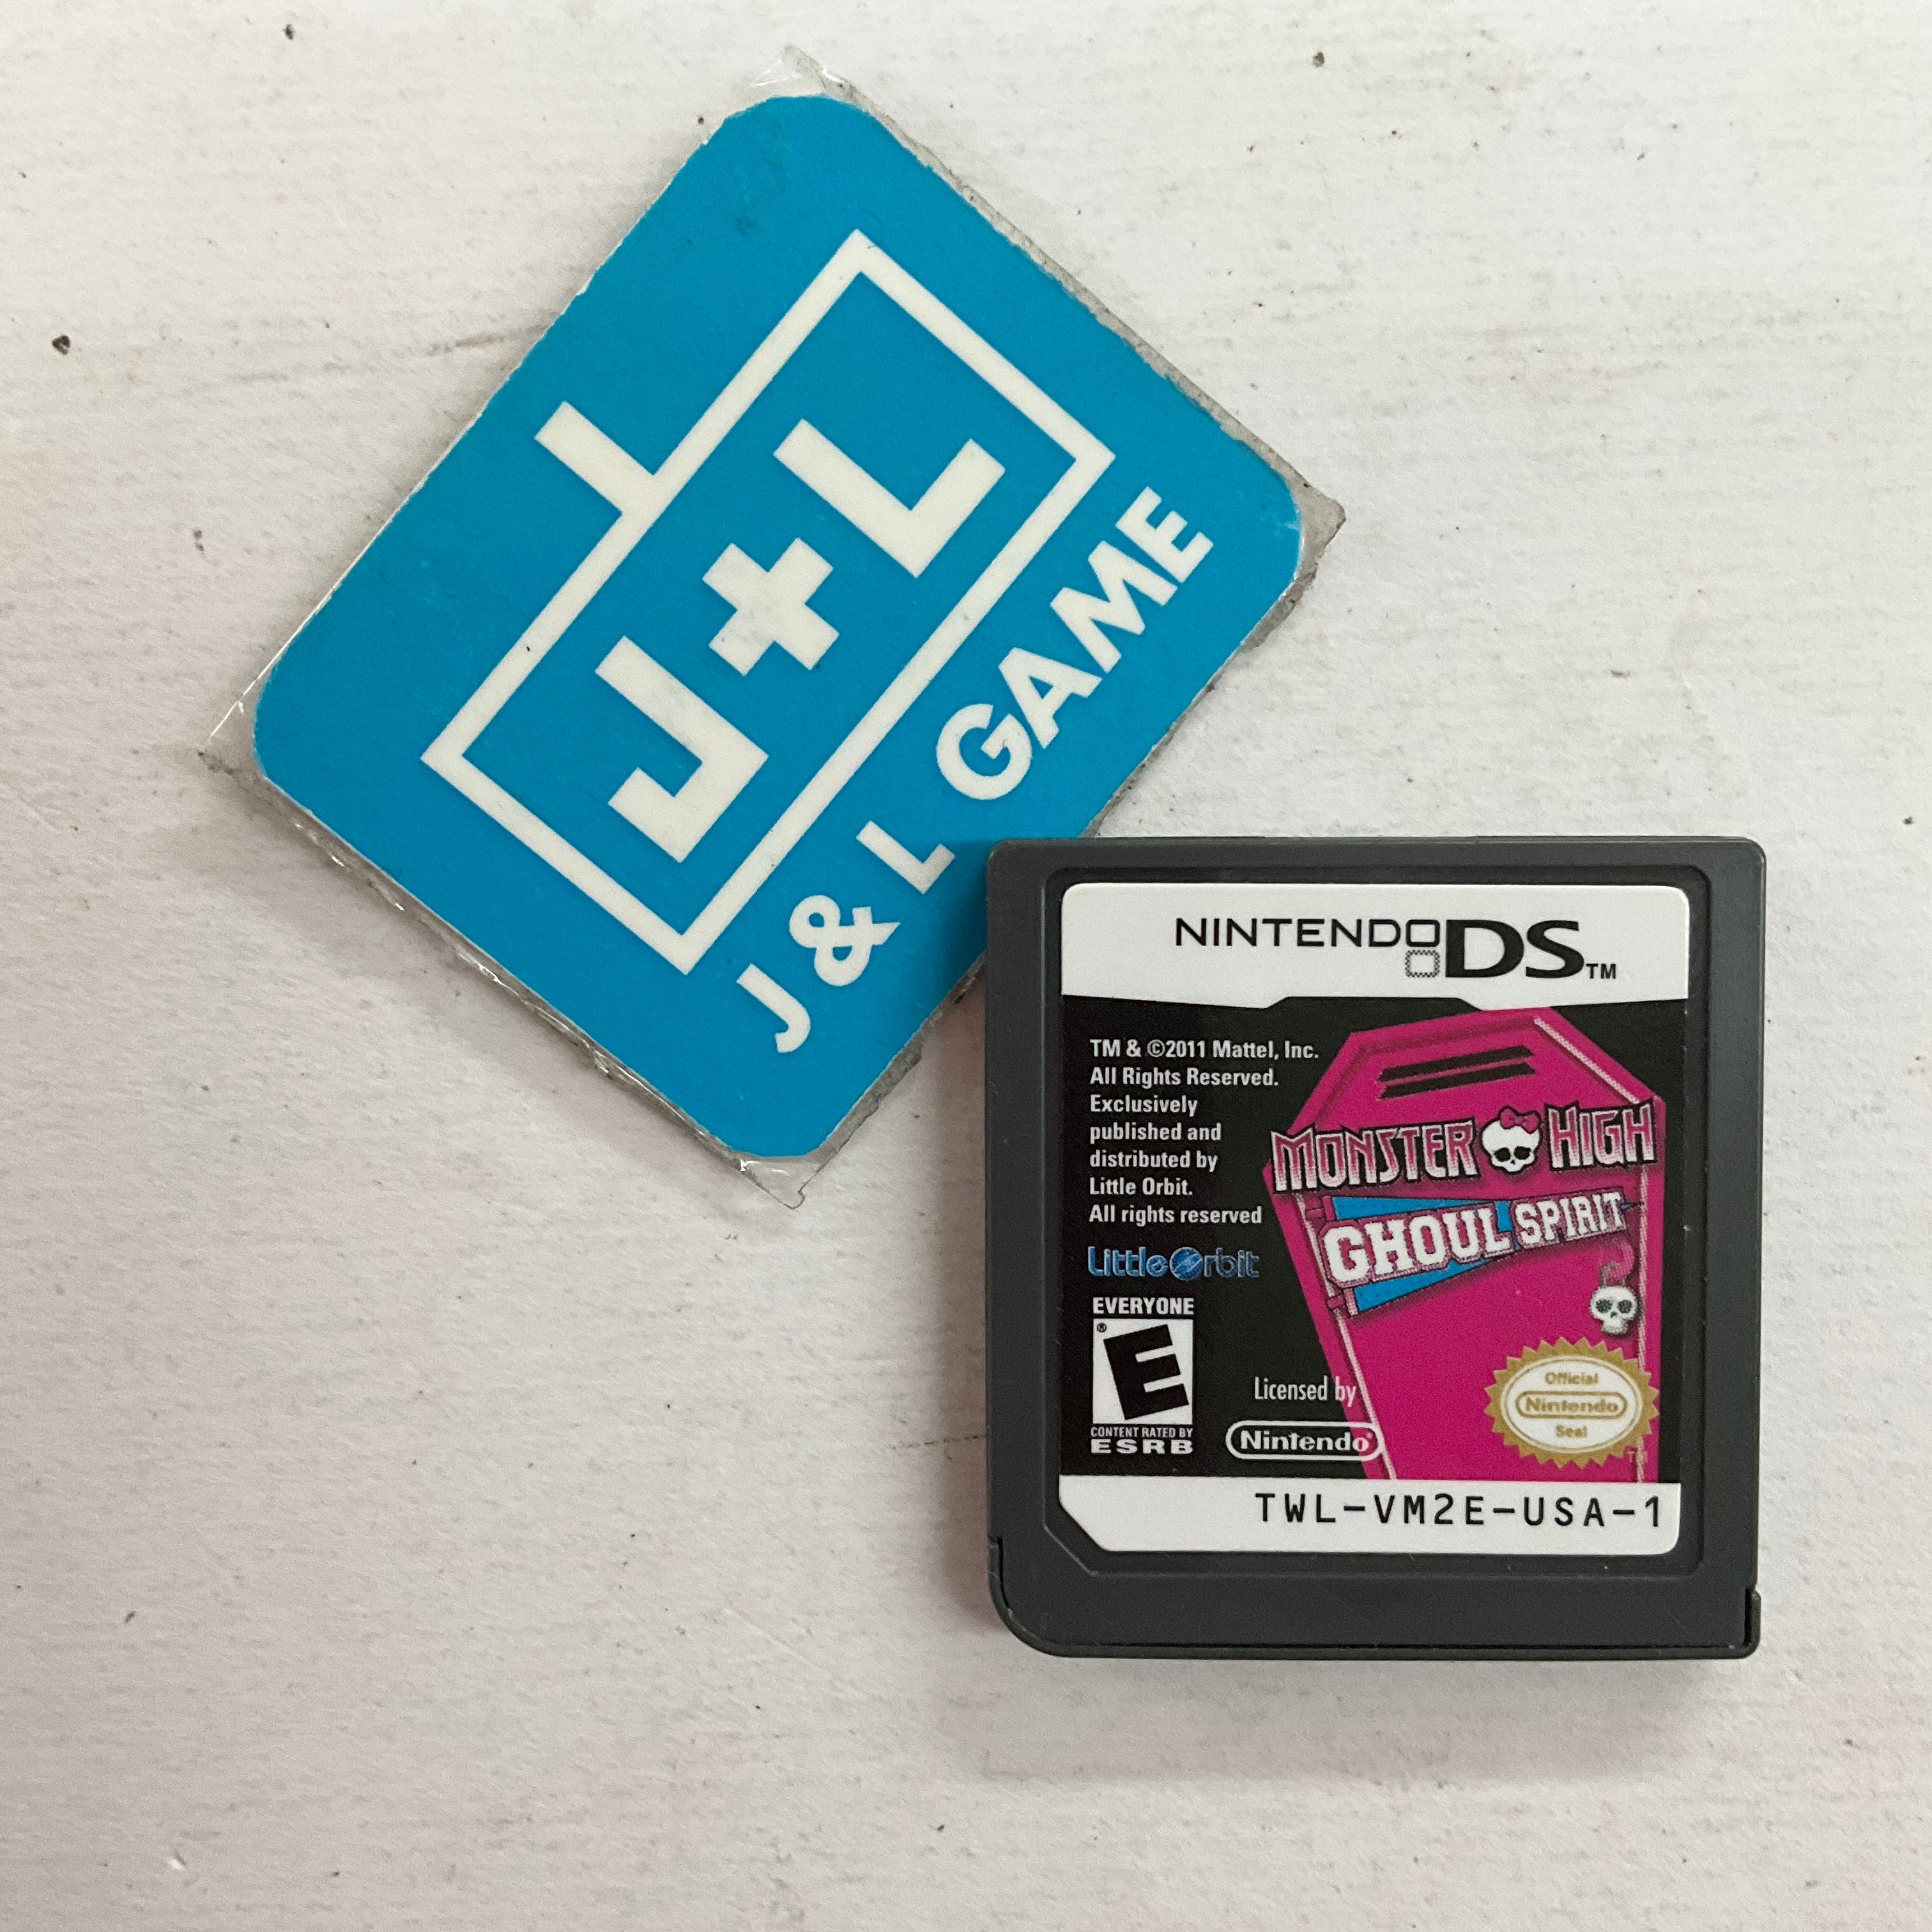 J+L
J & L GAME
NINTENDO DS™
TM & ©2011 Mattel, Inc.
All Rights Reserved.
Exclusively
published and
distributed by
Little Orbit.
All rights reserved
Little Orbit
MONSTER HIGH
GHOUL SPIRIT
EVERYONE
E
®
CONTENT RATED BY
ESRB
Licensed by
Nintendo®
Official
Nintendo
Seal
TM
TWL-VM2E-USA-1